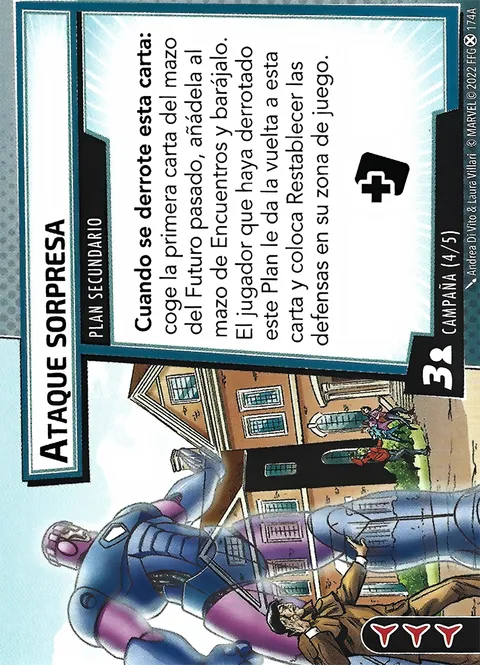 ATAQUE SORPRESA
PLAN SECUNDARIO
Cuando se derrote esta carta:
coge la primera carta del mazo
del Futuro pasado, añádela al
mazo de Encuentros y barájalo.
El jugador que haya derrotado
este Plan le da la vuelta a esta
carta y coloca Restablecer las
defensas en su zona de juego.
3
CAMPAÑA (4/5)
Andrea Di Vito & Laura Villari © MARVEL © 2022 FFG 174A